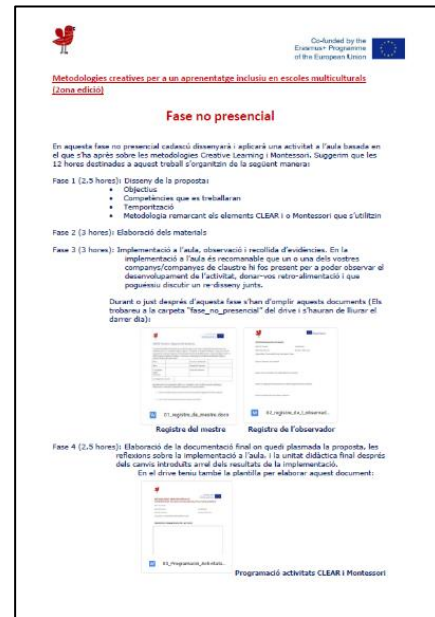 Co-funded by the
Erasmus+ Programme
of the European Union
Metodologies creatives per a un aprenentatge inclusiu en escoles multiculturals
(2ona edició)
Fase no presencial
En aquesta fase no presencial cadascú dissenyarà i aplicarà una activitat a l'aula basada en
el que s'ha après sobre les metodologies Creative Learning i Montessori. Suggerim que les
12 hores destinades a aquest treball s'organitzin de la següent manera:
Fase 1 (2,5 hores): Disseny de la proposta:
• Objectius
• Competències que es treballaran
• Temporització
• Metodologia remarcant els elements CLEAR i o Montessori que s'utilitzin
Fase 2 (3 hores): Elaboració dels materials
Fase 3 (3 hores): Implementació a l'aula, observació i recollida d'evidències. En la
implementació a l'aula és recomanable que un o una dels vostres
companys/companyes de claustre hi fos present per a poder observar el
desenvolupament de l'activitat, donar-vos retro-alimentació i que
poguéssiu discutir un re-disseny junts.
Durant o just després d'aquesta fase s'han d'omplir aquests documents (Els
trobareu a la carpeta "fase_no_presencial" del drive i s'hauran de lliurar el
darrer dia):
01_registre_de_mestre.docx
02_registre_de_l_observad...
Registre del mestre
Registre de l'observador
Fase 4 (2,5 hores): Elaboració de la documentació final on quedi plasmada la proposta, les
reflexions sobre la implementació a l'aula, i la unitat didàctica final després
dels canvis introduïts arrel dels resultats de la implementació.
En el drive teniu també la plantilla per elaborar aquest document:
03_Programació_activitats...
Programació activitats CLEAR i Montessori